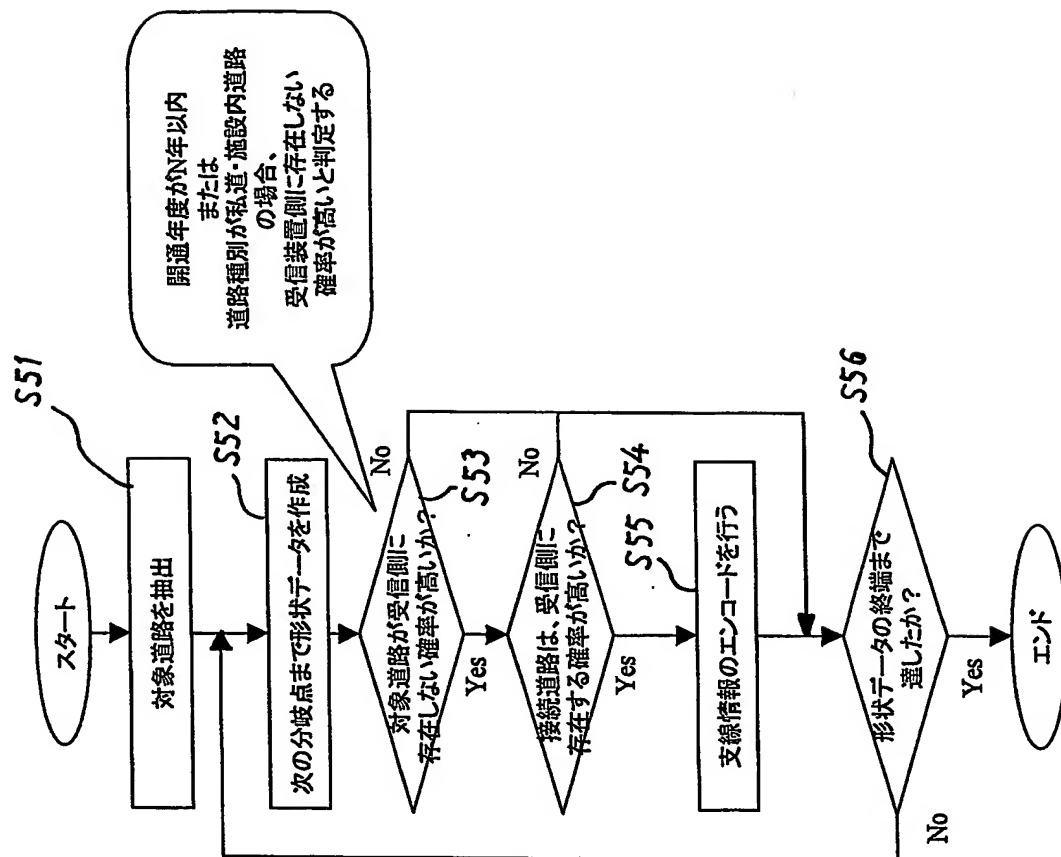 スタート
S51
対象道路を抽出
S52
次の分岐点まで形状データを作成
開通年度がN年以内
または
道路種別が私道・施設内道路
の場合、
受信装置側に存在しない
確率が高いと判定する
対象道路が受信側に
存在しない確率が高いか?
S53
No
Yes
接続道路は、受信側に
存在する確率が高いか?
S54
No
Yes
S55
支線情報のエンコードを行う
S56
形状データの終端まで
達したか?
No
Yes
エンド